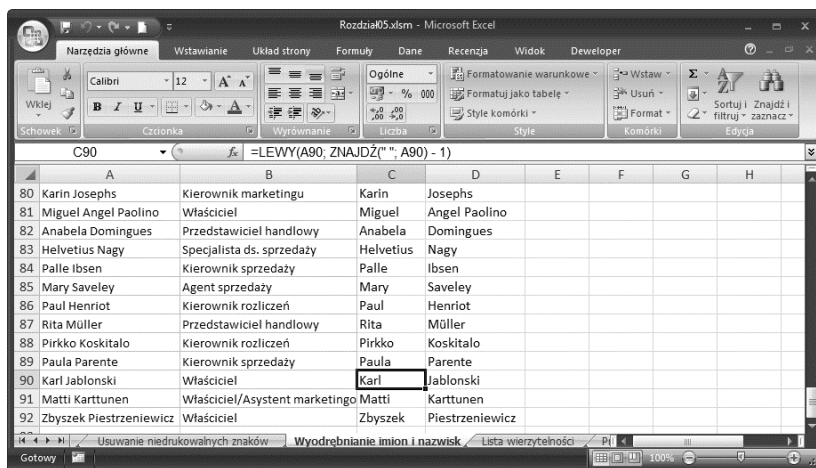 Rozdział05.xlsm - Microsoft Excel
Narzędzia główne Wstawianie Układ strony Formuły Dane Recenzja Widok Deweloper
Wklej
Calibri 12 A A
B I U A
Ogólne
% 000
,0 ,00
,00 ,0
Formatowanie warunkowe
Formatuj jako tabelę
Style komórki
Wstaw
Usuń
Format
Σ
Sortuj i filtruj
Znajdź i zaznacz
Schowek Czcionka Wyrównanie Liczba Style Komórki Edycja
C90 fx =LEWY(A90; ZNAJDŹ(" "; A90) - 1)
A B C D E F G H
80 Karin Josephs Kierownik marketingu Karin Josephs
81 Miguel Angel Paolino Właściciel Miguel Angel Paolino
82 Anabela Domingues Przedstawiciel handlowy Anabela Domingues
83 Helvetius Nagy Specjalista ds. sprzedaży Helvetius Nagy
84 Palle Ibsen Kierownik sprzedaży Palle Ibsen
85 Mary Saveley Agent sprzedaży Mary Saveley
86 Paul Henriot Kierownik rozliczeń Paul Henriot
87 Rita Müller Przedstawiciel handlowy Rita Müller
88 Pirkko Koskitalo Kierownik rozliczeń Pirkko Koskitalo
89 Paula Parente Kierownik sprzedaży Paula Parente
90 Karl Jablonski Właściciel Karl Jablonski
91 Matti Karttunen Właściciel/Asystent marketingo Matti Karttunen
92 Zbyszek Piestrzeniewicz Właściciel Zbyszek Piestrzeniewicz
Usuwanie niedrukowalnych znaków Wyodrębnianie imion i nazwisk Lista wierzytelności
Gotowy 100%